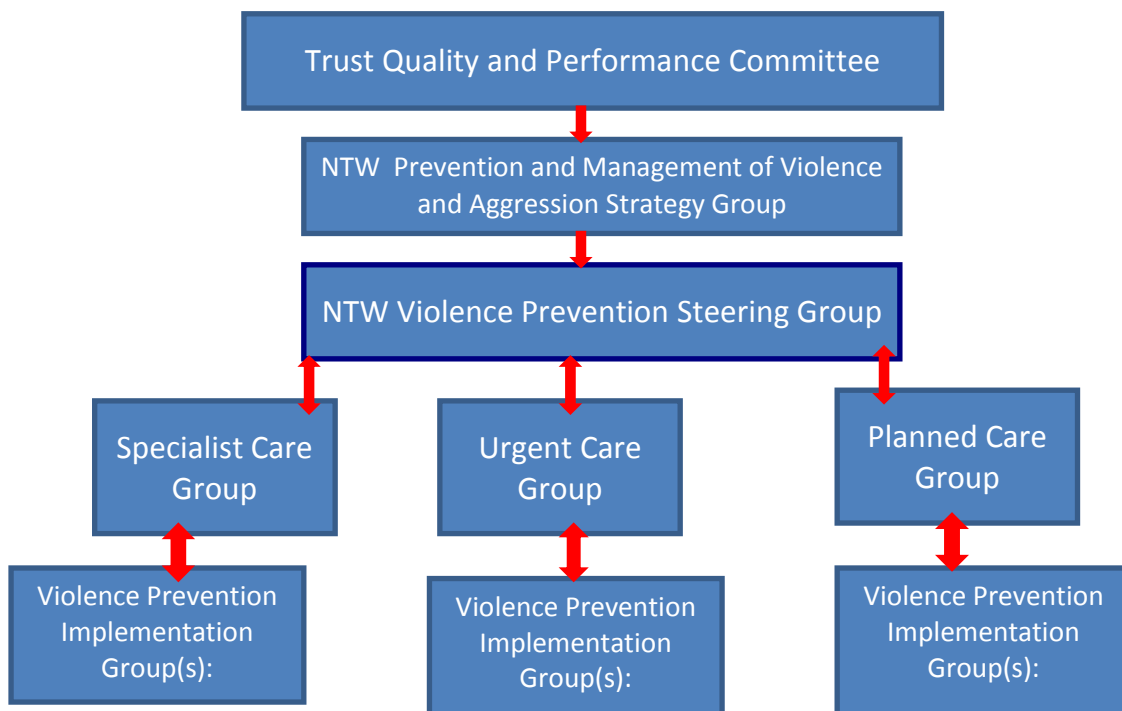 Trust Quality and Performance Committee
NTW  Prevention and Management of Violence
and Aggression Strategy Group
NTW Violence Prevention Steering Group
Specialist Care
Group
Urgent Care
Group
Planned Care
Group
Violence Prevention
Implementation
Group(s):
Violence Prevention
Implementation
Group(s):
Violence Prevention
Implementation
Group(s):